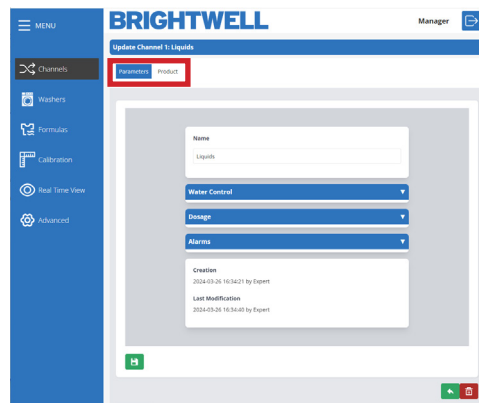 MENU
BRIGHTWELL
Manager
Update Channel 1: Liquids
Channels
Parameters Product
Washers
Formulas
Calibration
Real Time View
Advanced
Name
Liquids
Water Control
Dosage
Alarms
Creation
2024-03-26 16:34:21 by Expert
Last Modification
2024-03-26 16:34:40 by Expert